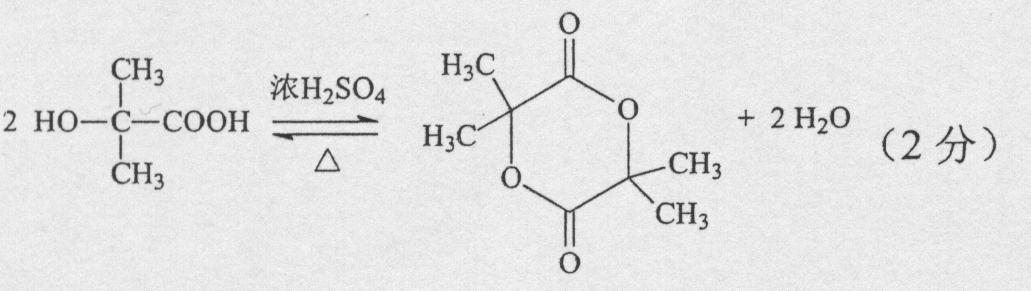 2 HO—C—COOH
CH₃
CH₃
浓H₂SO₄
△
O
H₃C
H₃C
O
O
CH₃
CH₃
O
+ 2 H₂O
(2 分)